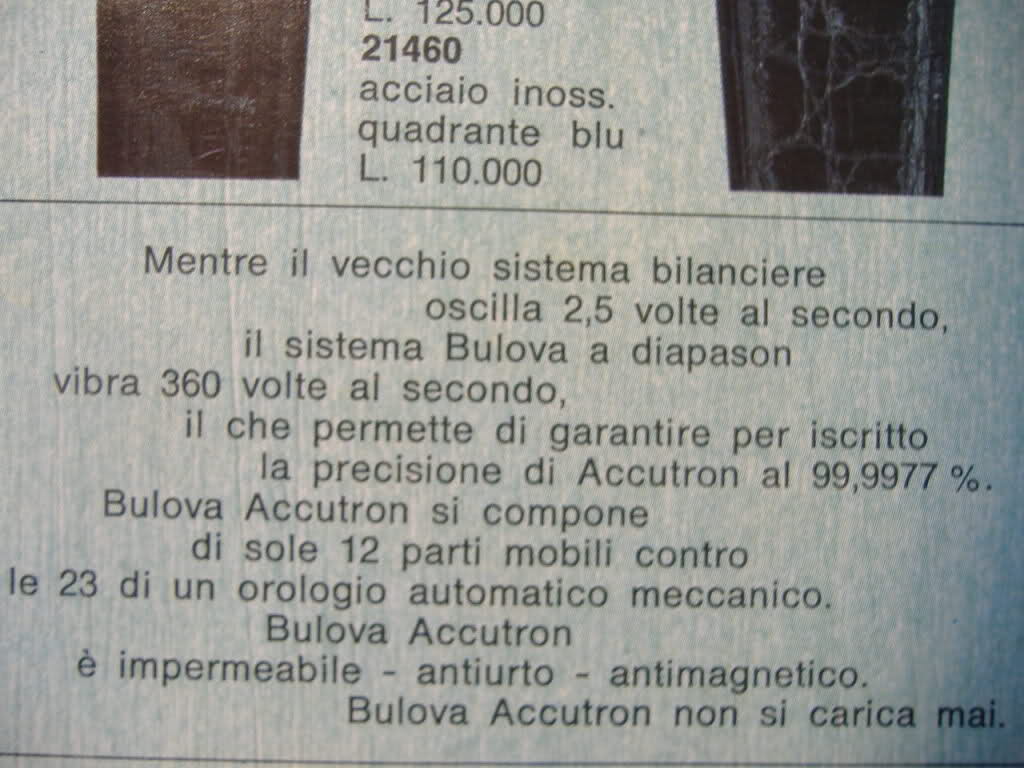 L. 125.000
21460
acciaio inoss.
quadrante blu
L. 110.000
Mentre il vecchio sistema bilanciere
oscilla 2,5 volte al secondo,
il sistema Bulova a diapason
vibra 360 volte al secondo,
il che permette di garantire per iscritto
la precisione di Accutron al 99,9977 %.
Bulova Accutron si compone
di sole 12 parti mobili contro
le 23 di un orologio automatico meccanico.
Bulova Accutron
è impermeabile - antiurto - antimagnetico.
Bulova Accutron non si carica mai.